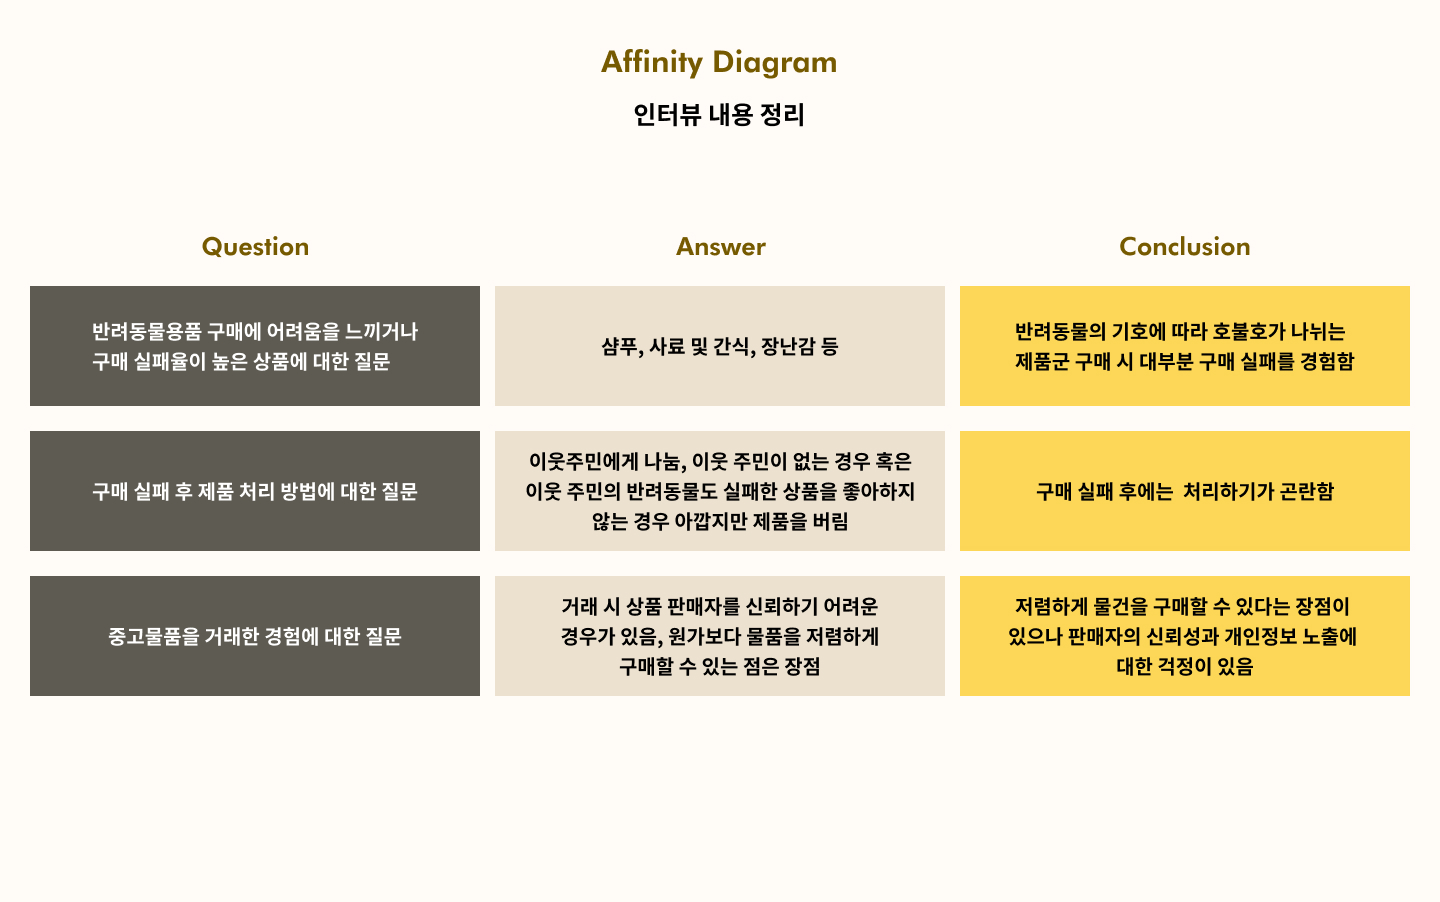 Affinity Diagram
인터뷰 내용 정리
Question
Answer
Conclusion
반려동물용품 구매에 어려움을 느끼거나
구매 실패율이 높은 상품에 대한 질문
샴푸, 사료 및 간식, 장난감 등
반려동물의 기호에 따라 호불호가 나뉘는
제품군 구매 시 대부분 구매 실패를 경험함
구매 실패 후 제품 처리 방법에 대한 질문
이웃주민에게 나눔, 이웃 주민이 없는 경우 혹은
이웃 주민의 반려동물도 실패한 상품을 좋아하지
않는 경우 아깝지만 제품을 버림
구매 실패 후에는  처리하기가 곤란함
중고물품을 거래한 경험에 대한 질문
거래 시 상품 판매자를 신뢰하기 어려운
경우가 있음, 원가보다 물품을 저렴하게
구매할 수 있는 점은 장점
저렴하게 물건을 구매할 수 있다는 장점이
있으나 판매자의 신뢰성과 개인정보 노출에
대한 걱정이 있음